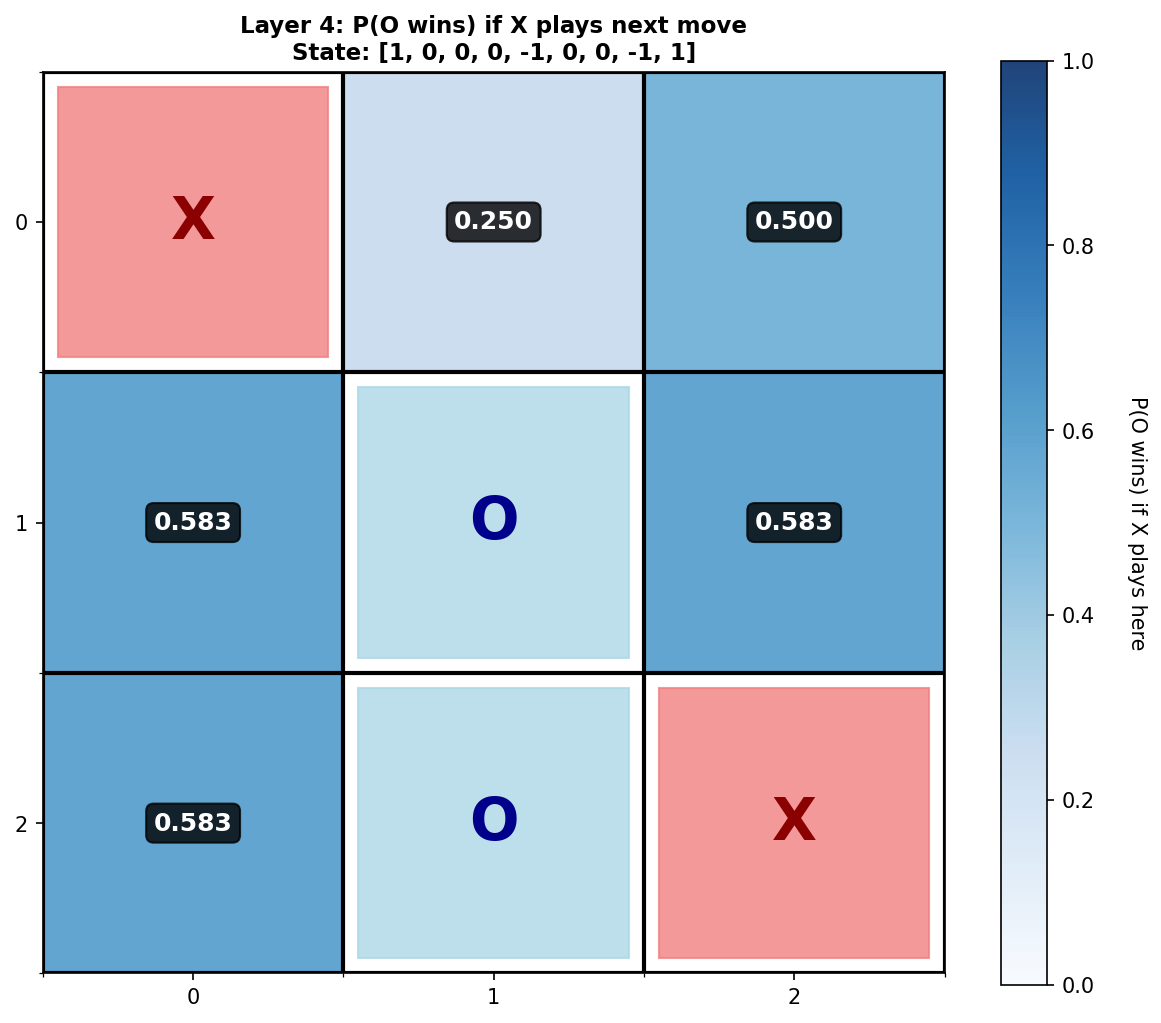 Layer 4: P(O wins) if X plays next move
State: [1, 0, 0, 0, -1, 0, 0, -1, 1]
0
X
0.250
0.500
1
0.583
O
0.583
2
0.583
O
X
0
1
2
1.0
0.8
0.6
0.4
0.2
0.0
P(O wins) if X plays here